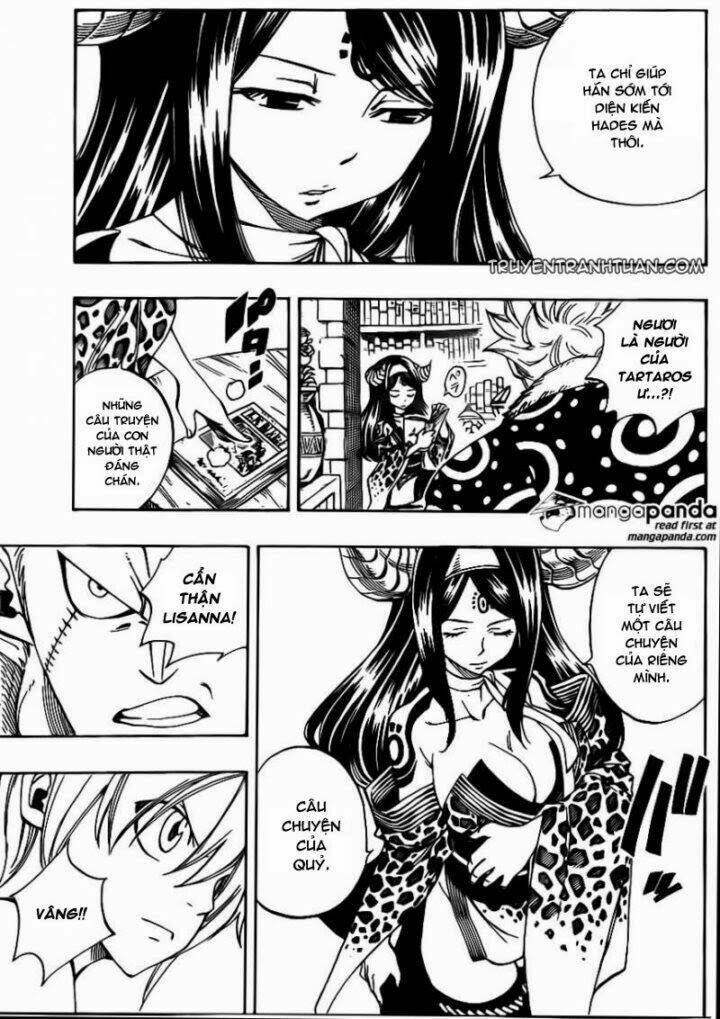 TA CHỈ GIÚP
HẮN SỚM TỚI
DIỆN KIẾN
HADES MÀ
THÔI.
TRUYENTRANHTUAN.COM
NGƯƠI
LÀ NGƯỜI
CỦA
TARTAROS
Ư...?!
NHỮNG
CÂU TRUYỆN
CỦA CON
NGƯỜI THẬT
ĐÁNG
CHÁN.
mangapanda
read first at
mangapanda.com
TA SẼ
TỰ VIẾT
MỘT CÂU
CHUYỆN
CỦA RIÊNG
MÌNH.
CÂU
CHUYỆN
CỦA
QUỶ.
CẨN
THẬN
LISANNA!
VÂNG!!